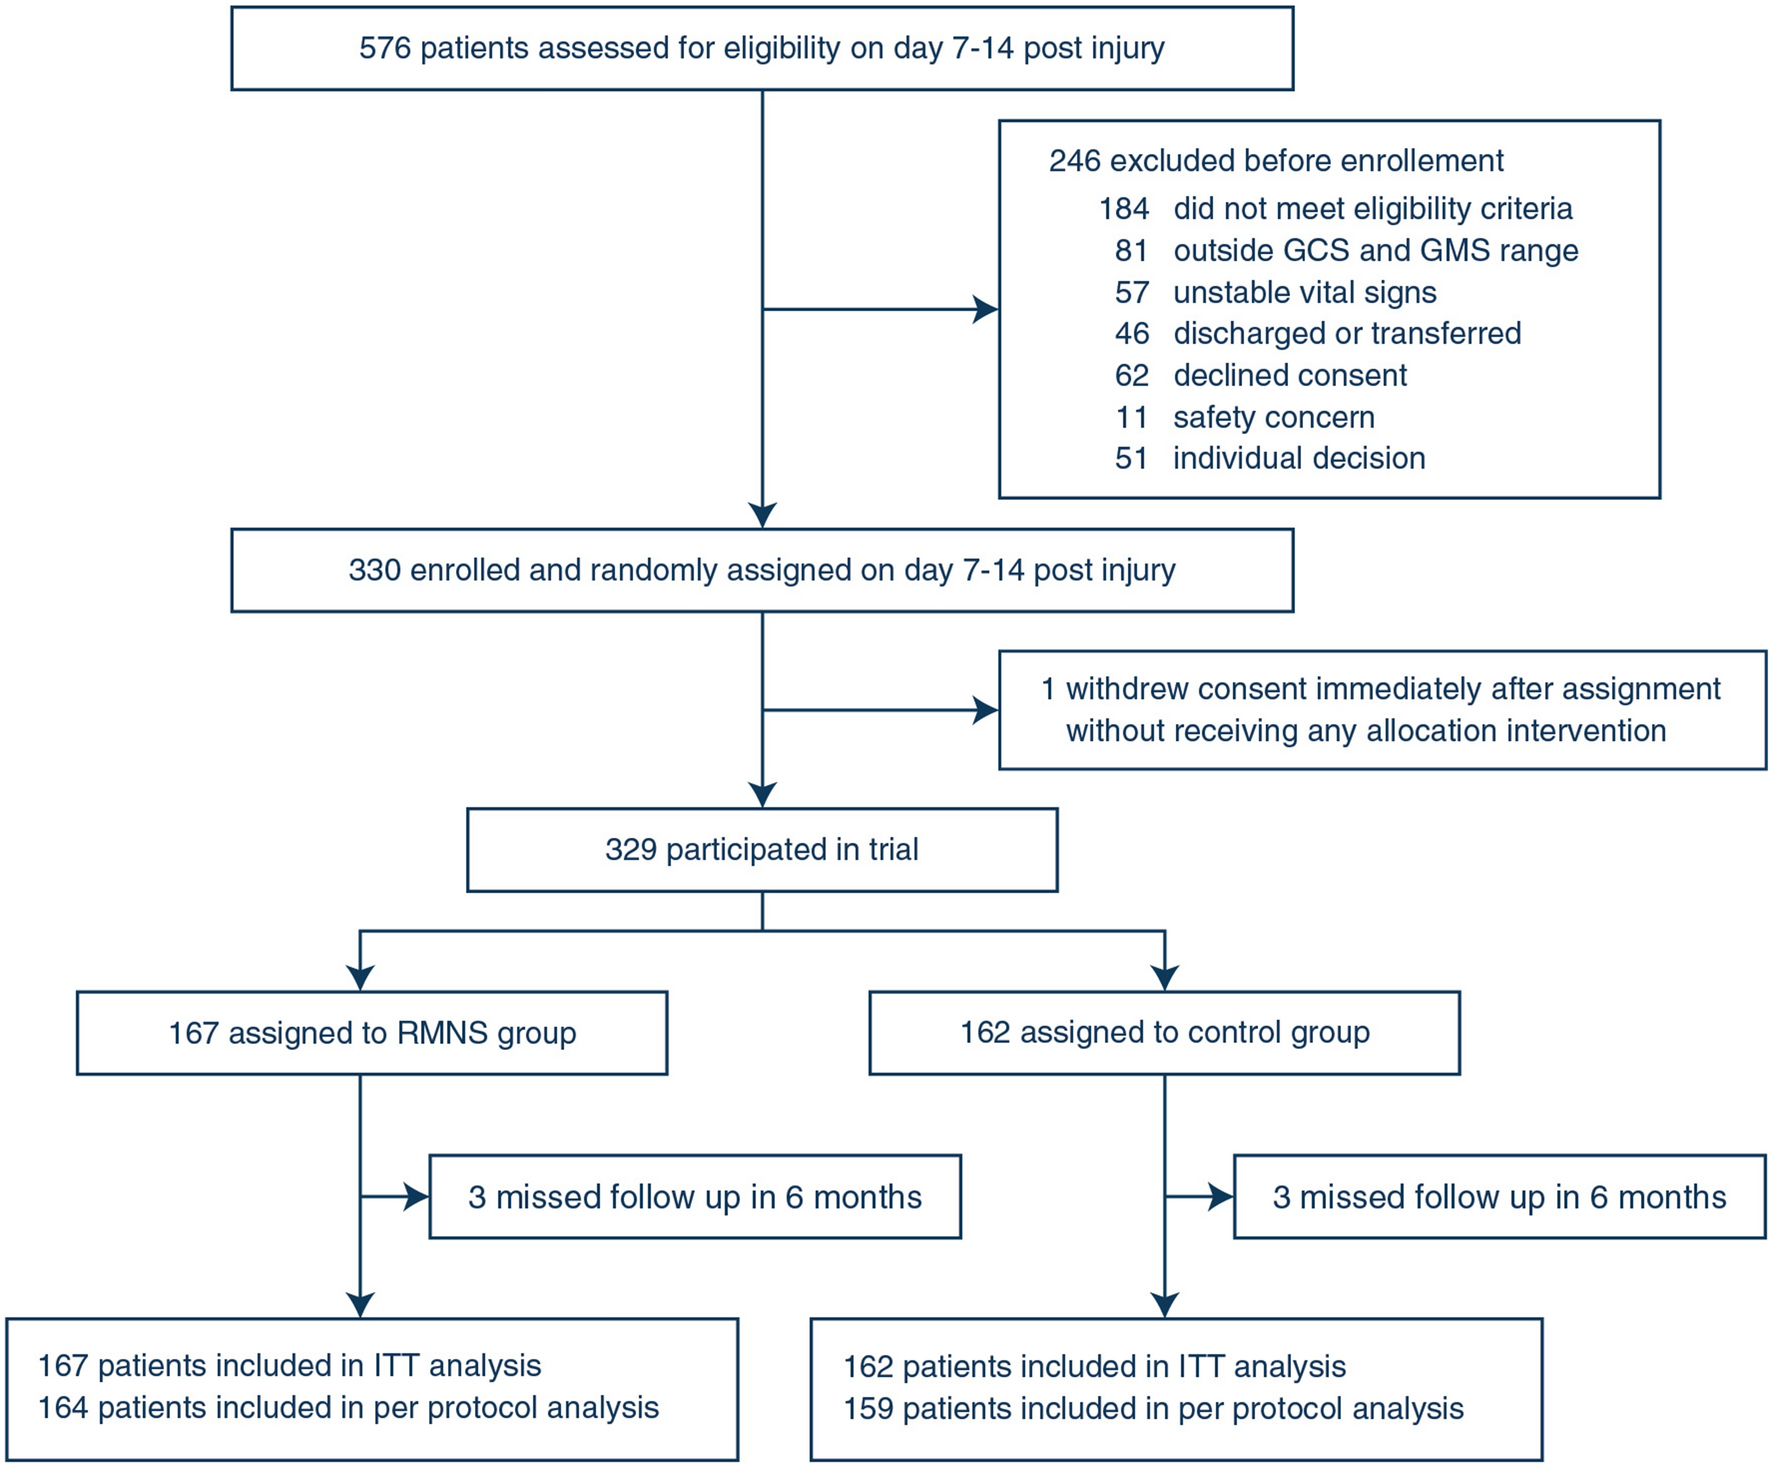 576 patients assessed for eligibility on day 7-14 post injury
246 excluded before enrollement
184 did not meet eligibility criteria
81 outside GCS and GMS range
57 unstable vital signs
46 discharged or transferred
62 declined consent
11 safety concern
51 individual decision
330 enrolled and randomly assigned on day 7-14 post injury
1 withdrew consent immediately after assignment
without receiving any allocation intervention
329 participated in trial
167 assigned to RMNS group
162 assigned to control group
3 missed follow up in 6 months
3 missed follow up in 6 months
167 patients included in ITT analysis
164 patients included in per protocol analysis
162 patients included in ITT analysis
159 patients included in per protocol analysis